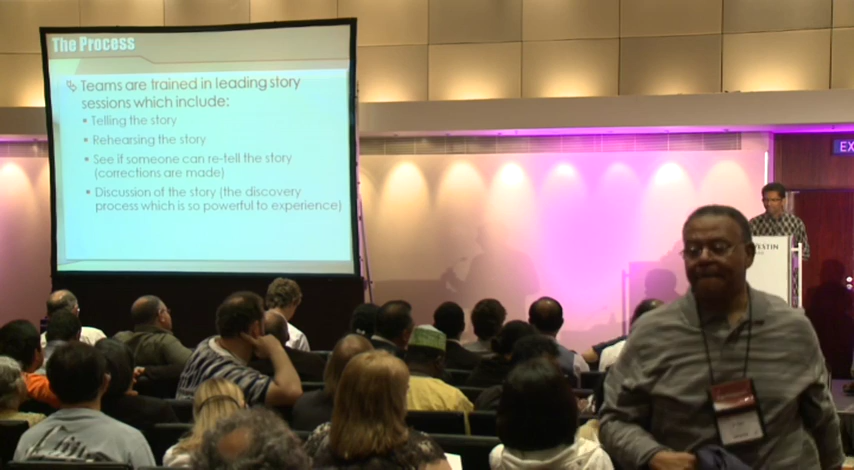 The Process
Teams are trained in leading story
sessions which include:
Telling the story
Rehearsing the story
See if someone can re-tell the story
(corrections are made)
Discussion of the story (the discovery
process which is so powerful to experience)
EX